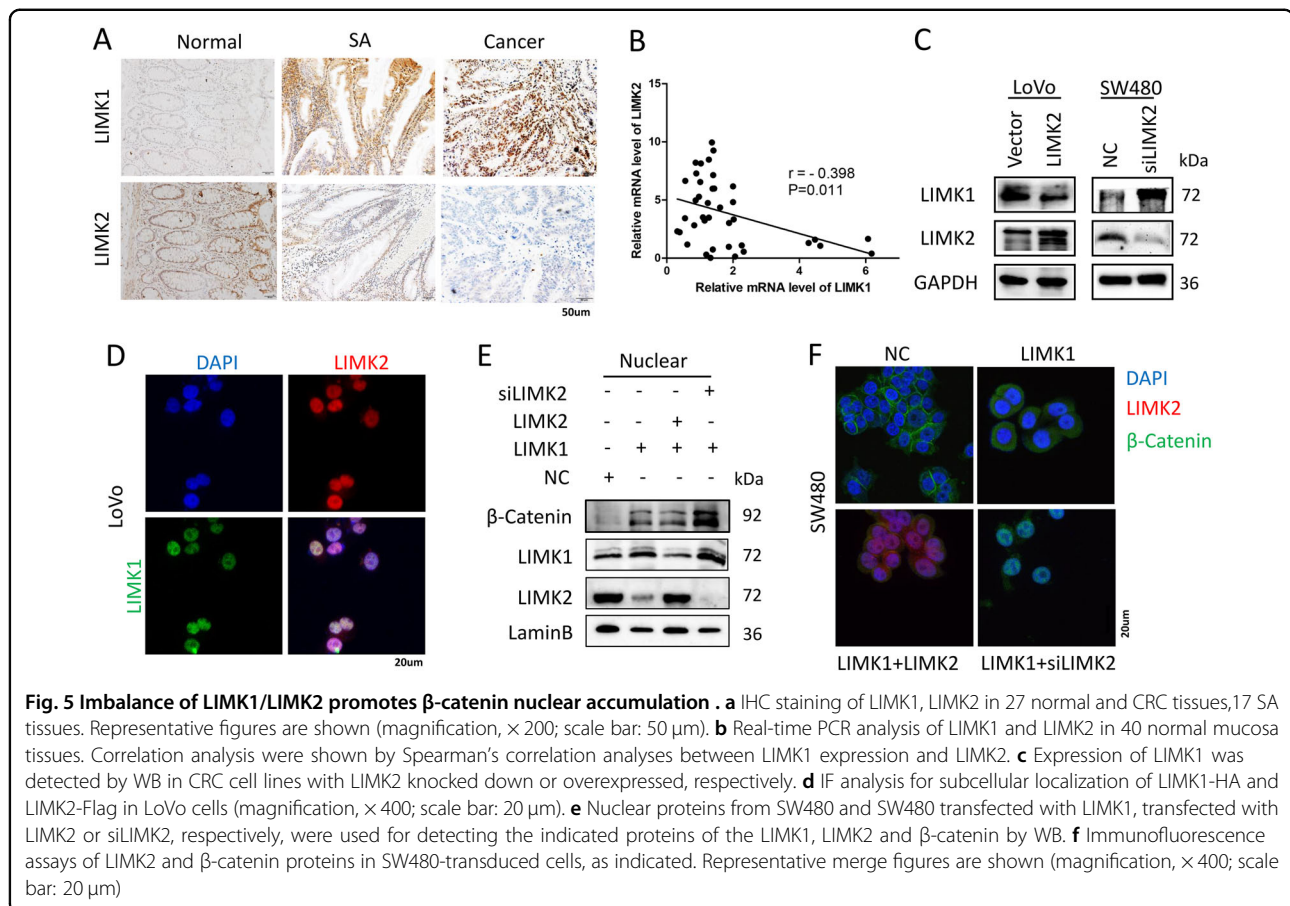 A
Normal
SA
Cancer
LIMK1
LIMK2
50um
B
Relative mRNA level of LIMK2
15
10
5
0
0
2
4
6
8
r = - 0.398
P=0.011
Relative mRNA level of LIMK1
C
LoVo
SW480
Vector
LIMK2
NC
siLIMK2
kDa
LIMK1
72
LIMK2
72
GAPDH
36
D
DAPI
LIMK2
LoVo
LIMK1
20um
E
Nuclear
siLIMK2 - - - +
LIMK2 - - + -
LIMK1 - + + +
NC + - - - kDa
β-Catenin
92
LIMK1
72
LIMK2
72
LaminB
36
F
NC
LIMK1
DAPI
LIMK2
β-Catenin
SW480
20um
LIMK1+LIMK2
LIMK1+siLIMK2
Fig. 5 Imbalance of LIMK1/LIMK2 promotes β-catenin nuclear accumulation . a IHC staining of LIMK1, LIMK2 in 27 normal and CRC tissues,17 SA
tissues. Representative figures are shown (magnification, × 200; scale bar: 50 μm). b Real-time PCR analysis of LIMK1 and LIMK2 in 40 normal mucosa
tissues. Correlation analysis were shown by Spearman's correlation analyses between LIMK1 expression and LIMK2. c Expression of LIMK1 was
detected by WB in CRC cell lines with LIMK2 knocked down or overexpressed, respectively. d IF analysis for subcellular localization of LIMK1-HA and
LIMK2-Flag in LoVo cells (magnification, × 400; scale bar: 20 μm). e Nuclear proteins from SW480 and SW480 transfected with LIMK1, transfected with
LIMK2 or siLIMK2, respectively, were used for detecting the indicated proteins of the LIMK1, LIMK2 and β-catenin by WB. f Immunofluorescence
assays of LIMK2 and β-catenin proteins in SW480-transduced cells, as indicated. Representative merge figures are shown (magnification, × 400; scale
bar: 20 μm)